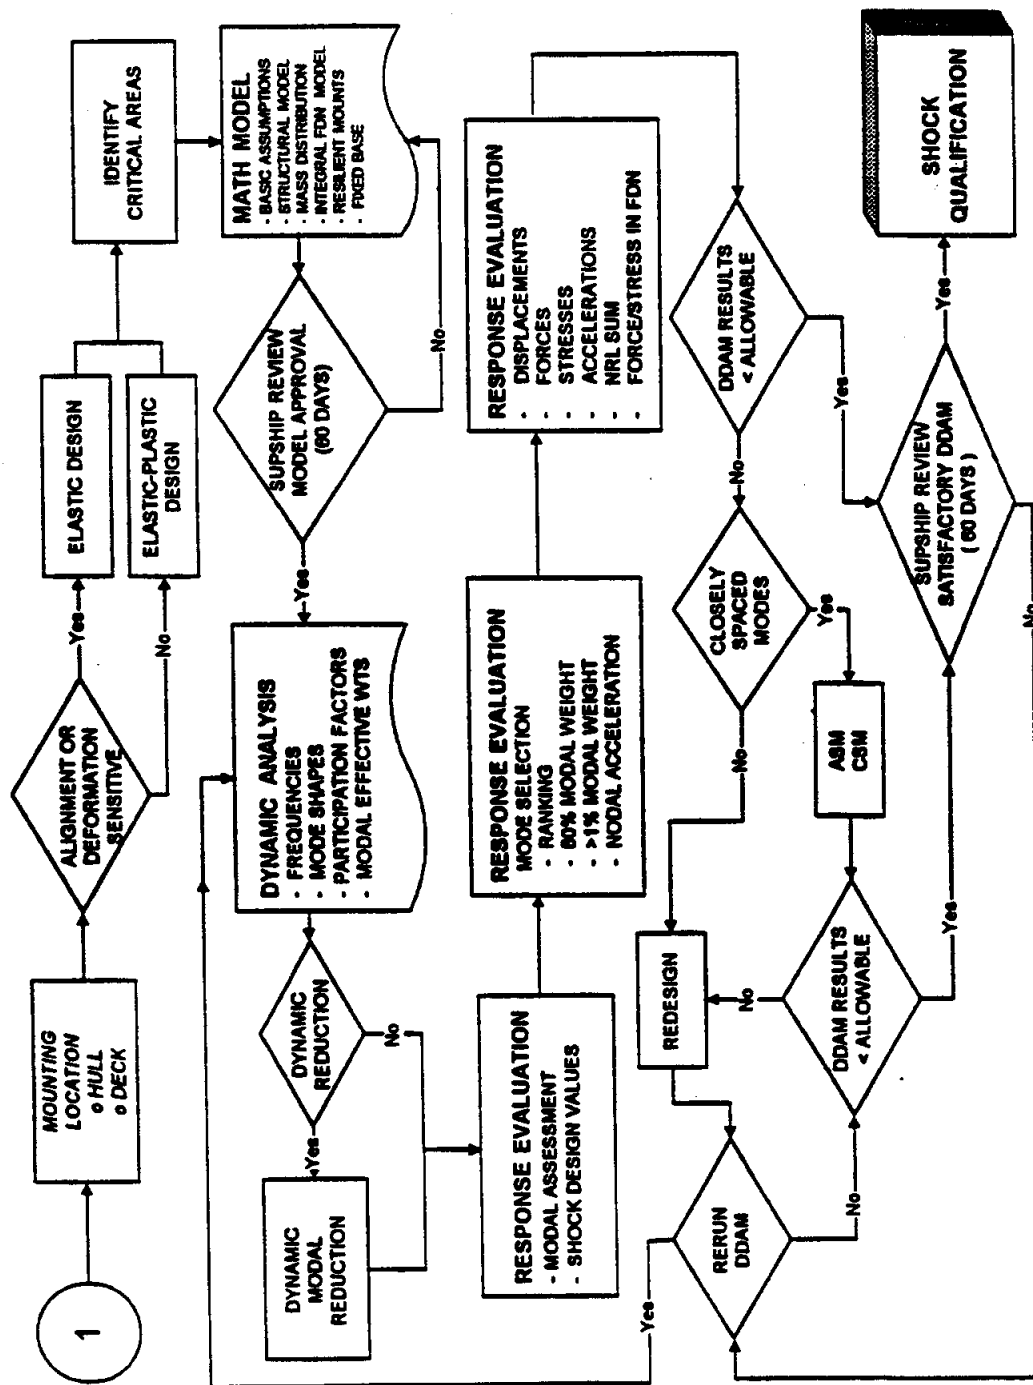 1
MOUNTING
LOCATION
o HULL
o DECK
ALIGNMENT OR
DEFORMATION
SENSITIVE
Yes
No
ELASTIC DESIGN
ELASTIC-PLASTIC
DESIGN
IDENTIFY
CRITICAL AREAS
MATH MODEL
- BASIC ASSUMPTIONS
- STRUCTURAL MODEL
- MASS DISTRIBUTION
- INTEGRAL FDN MODEL
- RESILIENT MOUNTS
- FIXED BASE
SUPSHIP REVIEW
MODEL APPROVAL
(60 DAYS)
No
Yes
DYNAMIC ANALYSIS
- FREQUENCIES
- MODE SHAPES
- PARTICIPATION FACTORS
- MODAL EFFECTIVE WTS
DYNAMIC
REDUCTION
Yes
No
DYNAMIC
MODAL
REDUCTION
RESPONSE EVALUATION
- MODAL ASSESSMENT
- SHOCK DESIGN VALUES
RESPONSE EVALUATION
MODE SELECTION
- RANKING
- 80% MODAL WEIGHT
- >1% MODAL WEIGHT
- NODAL ACCELERATION
RESPONSE EVALUATION
- DISPLACEMENTS
- FORCES
- STRESSES
- ACCELERATIONS
- NRL SUM
- FORCE/STRESS IN FDN
DDAM RESULTS
< ALLOWABLE
No
Yes
CLOSELY
SPACED
MODES
No
Yes
ASM
CSM
REDESIGN
DDAM RESULTS
< ALLOWABLE
No
Yes
RERUN
DDAM
Yes
No
SUPSHIP REVIEW
SATISFACTORY DDAM
( 60 DAYS )
Yes
No
SHOCK
QUALIFICATION